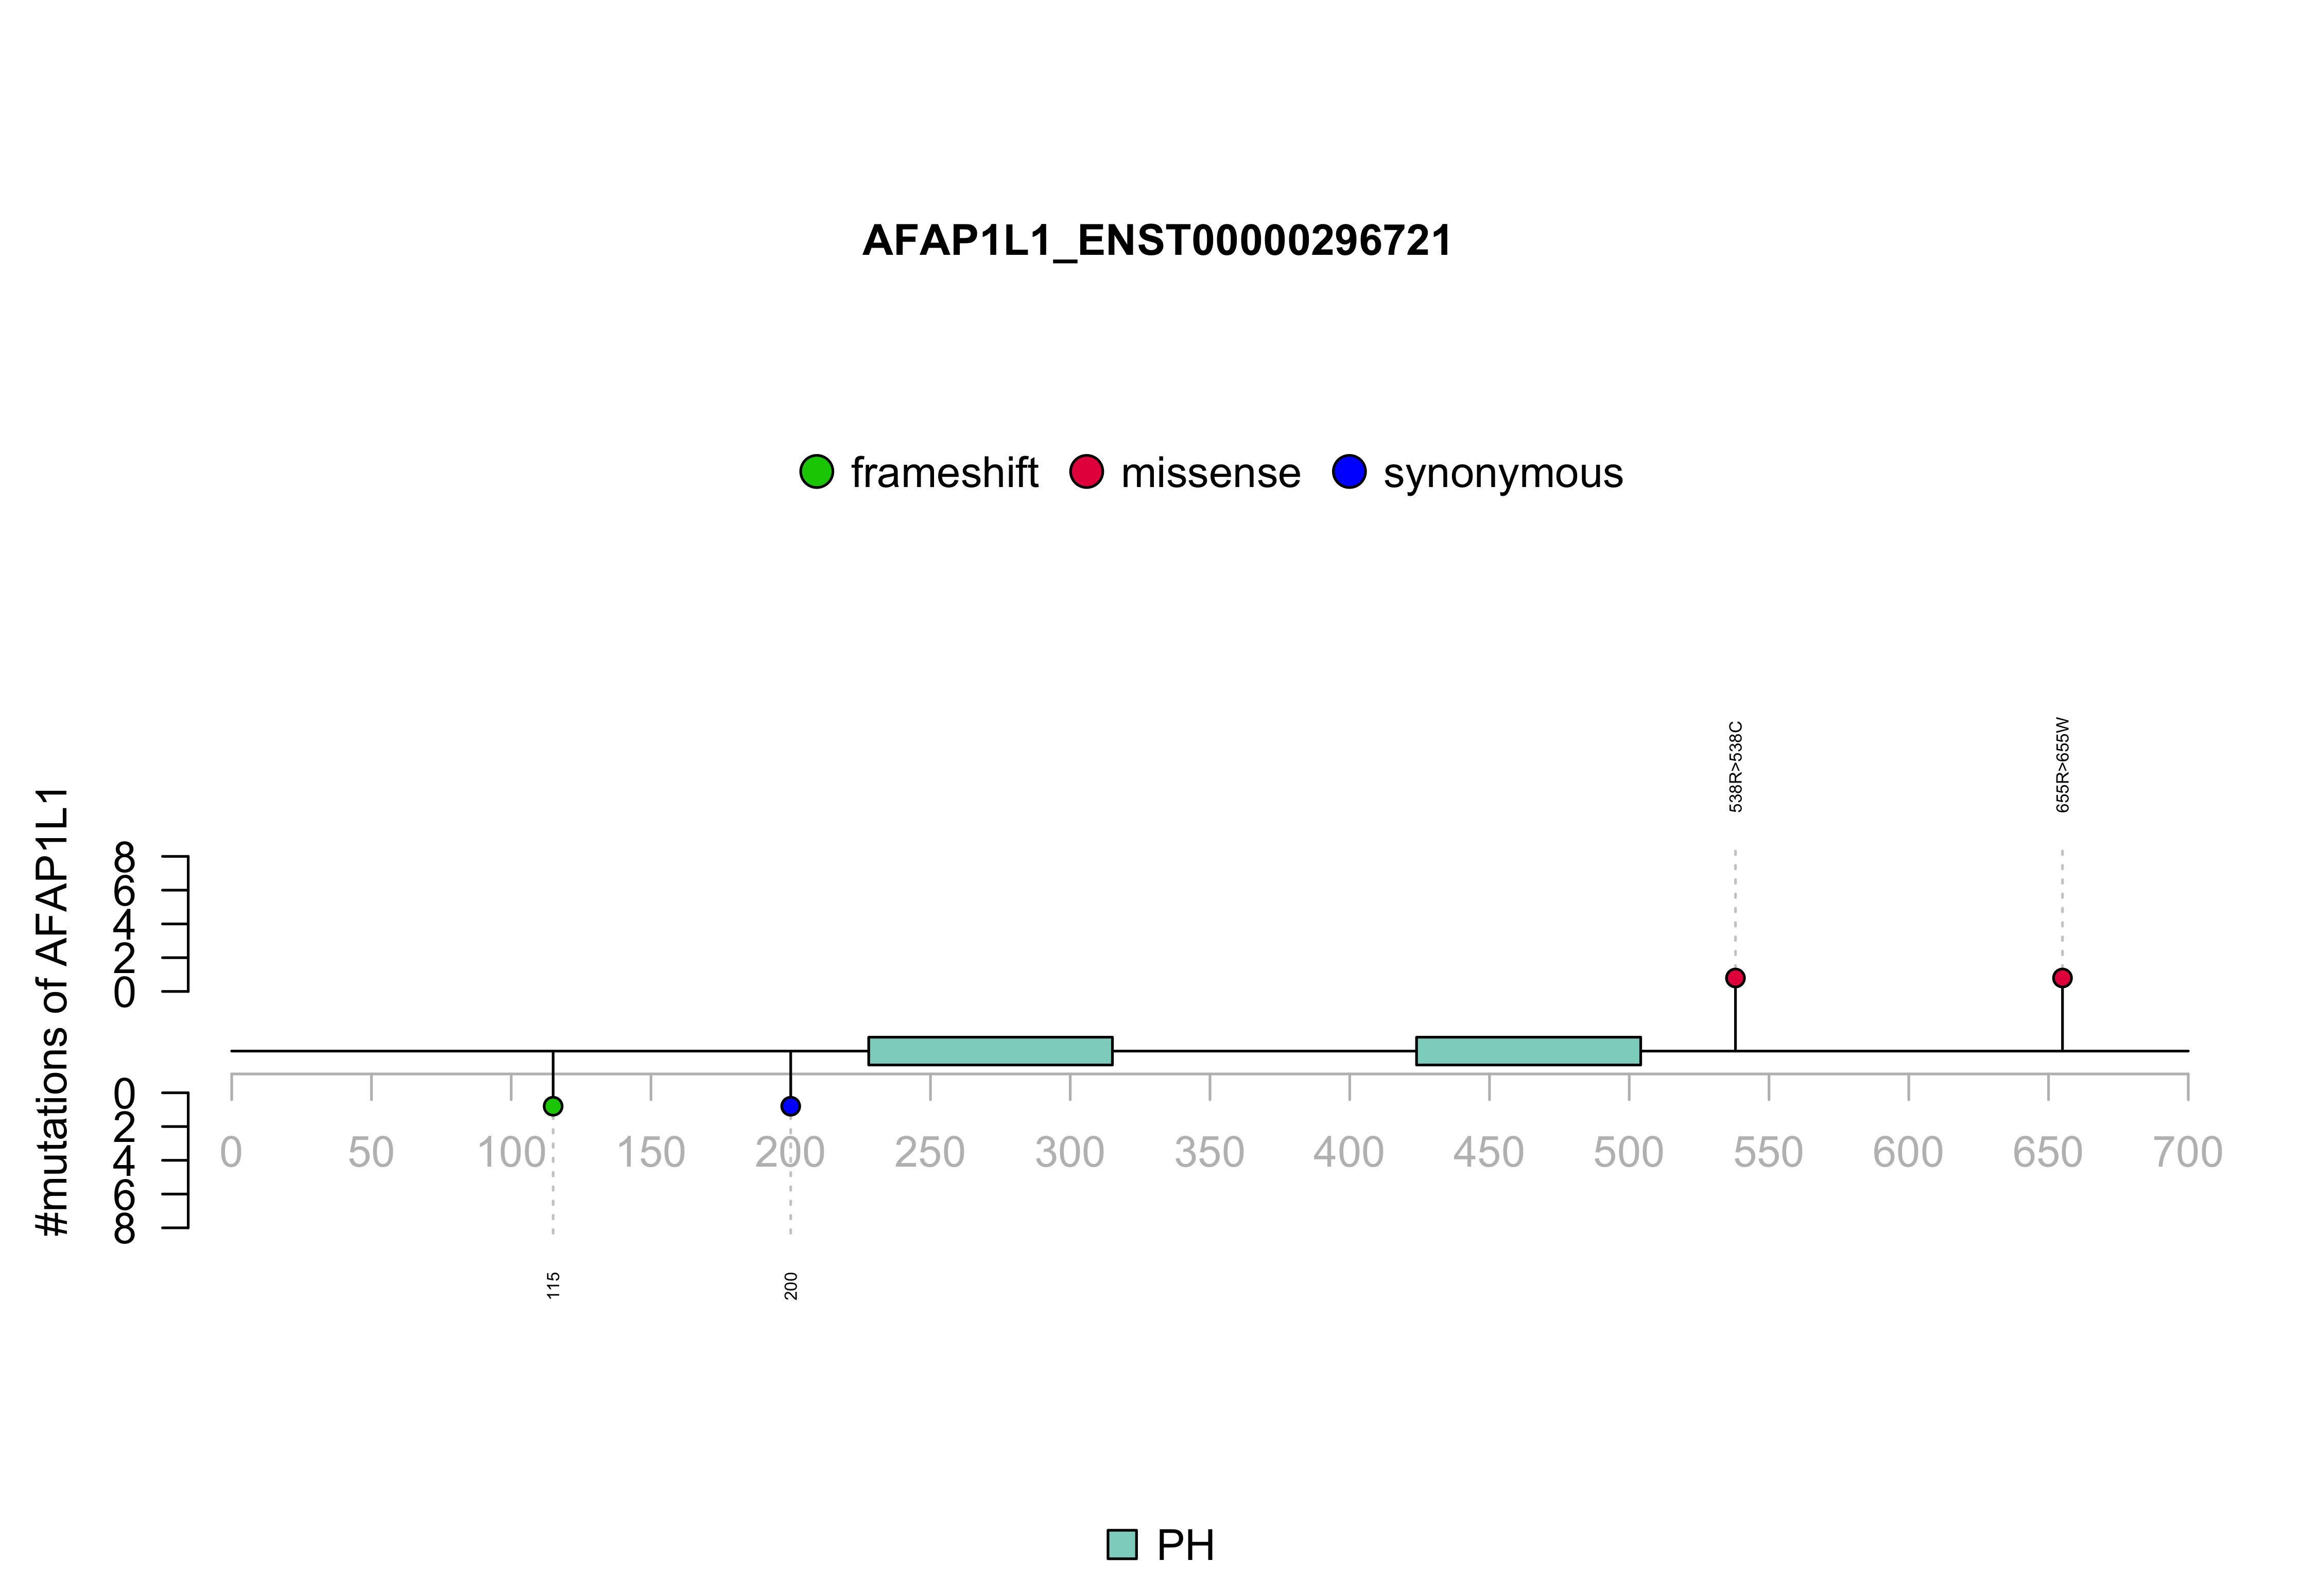 AFAP1L1_ENST00000296721
frameshift missense synonymous
538R>538C 655R>655W
#mutations of AFAP1L1
8
6
4
2
0
0
2
4
6
8
0 50 100 150 200 250 300 350 400 450 500 550 600 650 700
115 200
PH